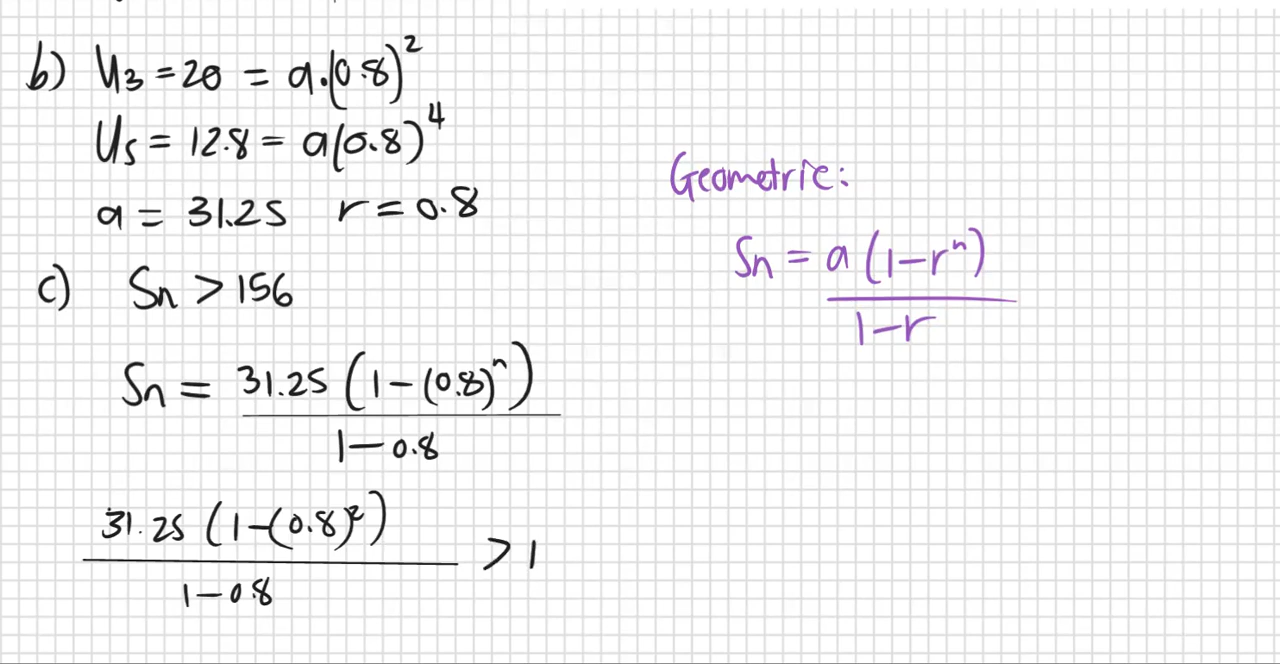 b) U₃ = 20 = a.(0.8)²
U₅ = 12.8 = a(0.8)⁴
a = 31.25 r = 0.8
c) Sn > 156
Sn = 31.25 (1-(0.8)ⁿ)
1-0.8
31.25 (1-(0.8)²)
1-0.8
> 1
Geometric:
Sn = a (1-rⁿ)
1-r